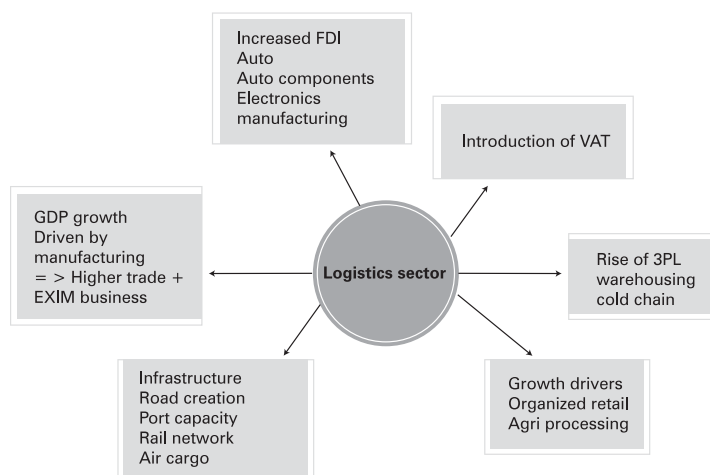 Increased FDI
Auto
Auto components
Electronics
manufacturing
Introduction of VAT
GDP growth
Driven by
manufacturing
= > Higher trade +
EXIM business
Logistics sector
Rise of 3PL
warehousing
cold chain
Infrastructure
Road creation
Port capacity
Rail network
Air cargo
Growth drivers
Organized retail
Agri processing